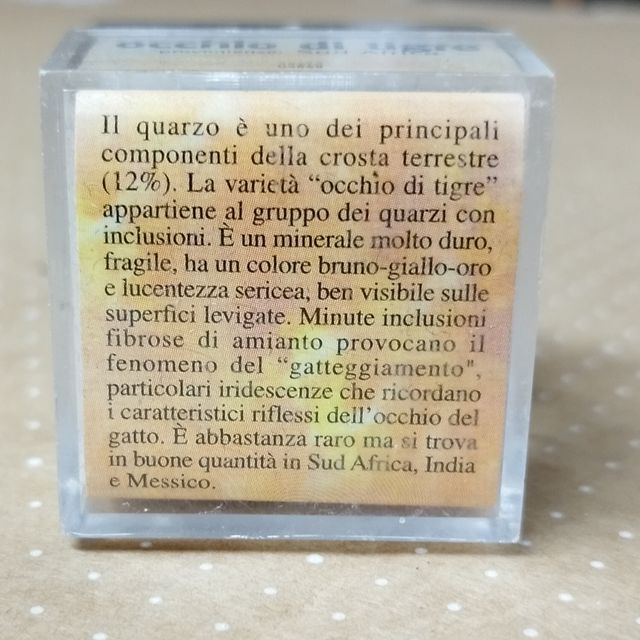 occhio di tigre
Il quarzo è uno dei principali
componenti della crosta terrestre
(12%). La varietà “occhio di tigre”
appartiene al gruppo dei quarzi con
inclusioni. È un minerale molto duro,
fragile, ha un colore bruno-giallo-oro
e lucentezza sericea, ben visibile sulle
superfici levigate. Minute inclusioni
fibrose di amianto provocano il
fenomeno del “gatteggiamento",
particolari iridescenze che ricordano
i caratteristici riflessi dell’occhio del
gatto. È abbastanza raro ma si trova
in buone quantità in Sud Africa, India
e Messico.